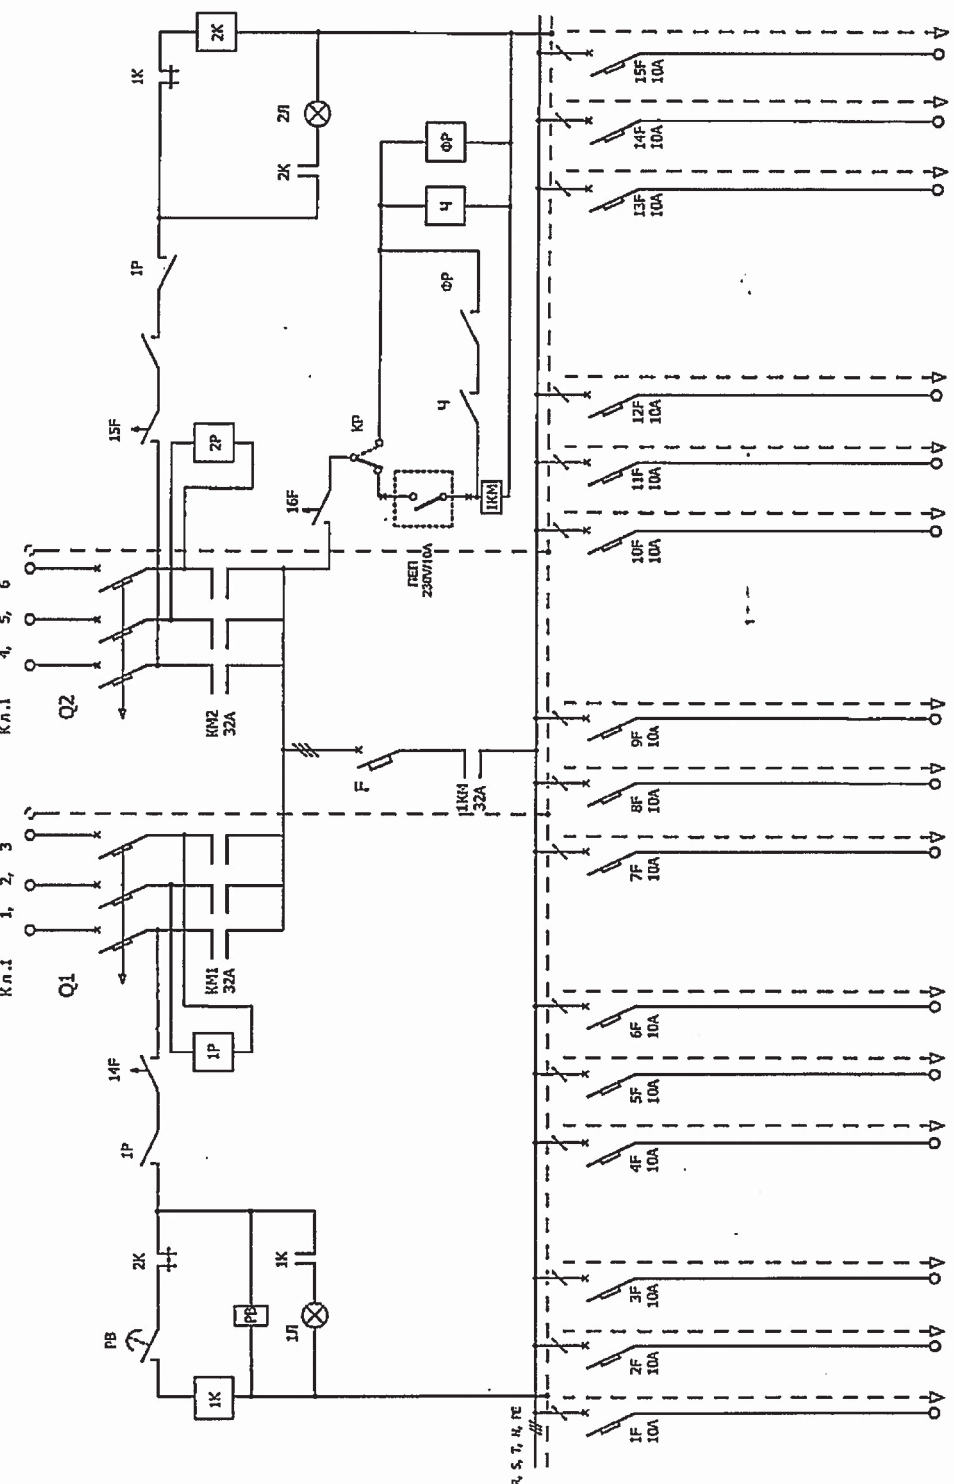 Кл.1 1, 2, 3
Q1
Кл.1 4, 5, 6
Q2
1К
РВ
2К
РВ
1Л
1К
1Р
14F
1Р
КМ1
32А
КМ2
32А
F
1КМ
32А
2Р
15F
1Р
1К
2К
2Л
2К
16F
КР
ПЕП
230V/10A
1КМ
Ч
ФР
Ч
ФР
R, S, T, N, PE
1F
10A
2F
10A
3F
10A
4F
10A
5F
10A
6F
10A
7F
10A
8F
10A
9F
10A
10F
10A
11F
10A
12F
10A
13F
10A
14F
10A
15F
10A